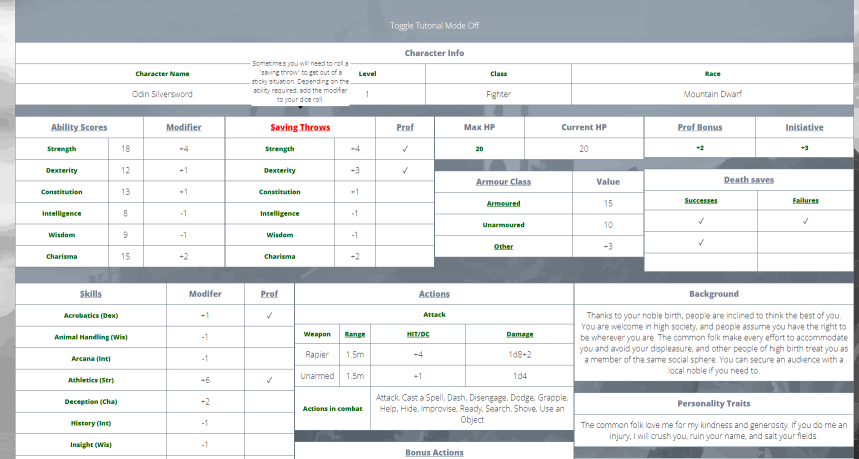 Toggle Tutorial Mode Off
Character Info
Character Name Level Class Race
Sometime's you will need to roll a
"saving throw" to get out of a
sticky situation. Depending on the
ability required, add the modifier
to your dice roll.
Odin Silversword 1 Fighter Mountain Dwarf
Ability Scores Modifier Saving Throws Prof
Strength 18 +4 Strength +4 ✓
Dexterity 12 +1 Dexterity +3 ✓
Constitution 13 +1 Constitution +1
Intelligence 8 -1 Intelligence -1
Wisdom 9 -1 Wisdom -1
Charisma 15 +2 Charisma +2
Max HP Current HP
20 20
Prof Bonus Initiative
+2 +3
Armour Class Value
Armoured 15
Unarmoured 10
Other +3
Death saves
Successes Failures
✓ ✓
✓
Skills Modifer Prof
Acrobatics (Dex) +1 ✓
Animal Handling (Wis) -1
Arcana (Int) -1
Athletics (Str) +6 ✓
Deception (Cha) +2
History (Int) -1
Insight (Wis) -1
Actions
Attack
Weapon Range HIT/DC Damage
Rapier 1.5m +4 1d8+2
Unarmed 1.5m +1 1d4
Actions in combat
Attack, Cast a Spell, Dash, Disengage, Dodge, Grapple,
Help, Hide, Improvise, Ready, Search, Shove, Use an
Object
Bonus Actions
Background
Thanks to your noble birth, people are inclined to think the best of you.
You are welcome in high society, and people assume you have the right to
be wherever you are. The common folk make every effort to accommodate
you and avoid your displeasure, and other people of high birth treat you as
a member of the same social sphere. You can secure an audience with a
local noble if you need to.
Personality Traits
The common folk love me for my kindness and generosity. If you do me an
injury, I will crush you, ruin your name, and salt your fields.